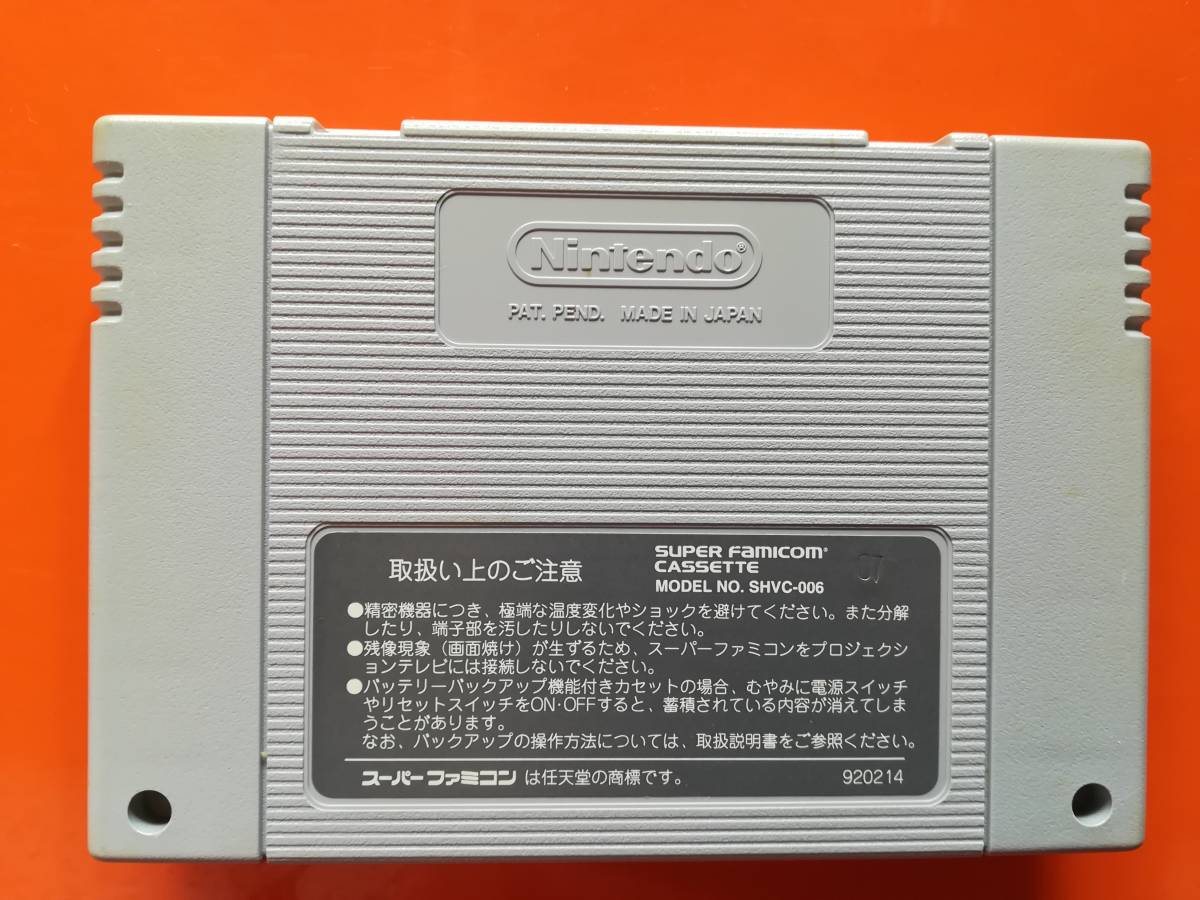 Nintendo®
PAT. PEND. MADE IN JAPAN
取扱い上のご注意
SUPER FAMICOM®
CASSETTE
MODEL NO. SHVC-006
07
●精密機器につき、極端な温度変化やショックを避けてください。また分解
したり、端子部を汚したりしないでください。
●残像現象(画面焼け)が生ずるため、スーパーファミコンをプロジェクシ
ョンテレビには接続しないでください。
●バッテリーバックアップ機能付きカセットの場合、むやみに電源スイッチ
やリセットスイッチをON·OFFすると、蓄積されている内容が消えてしま
うことがあります。
なお、バックアップの操作方法については、取扱説明書をご参照ください。
スーパーファミコン は任天堂の商標です。 920214